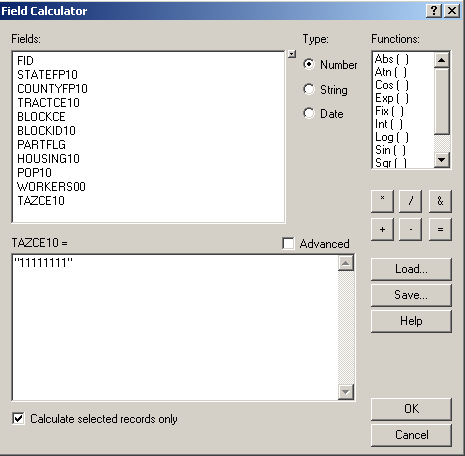 Field Calculator
Fields:
FID
STATEFP10
COUNTYFP10
TRACTCE10
BLOCKCE
BLOCKID10
PARTFLG
HOUSING10
POP10
WORKERS00
TAZCE10
Type:
Number
String
Date
Functions:
Abs ( )
Atn ( )
Cos ( )
Exp ( )
Fix ( )
Int ( )
Log ( )
Sin ( )
Sqr ( )
* / &
+ - =
TAZCE10 =
Advanced
"11111111"
Load...
Save...
Help
Calculate selected records only
OK
Cancel